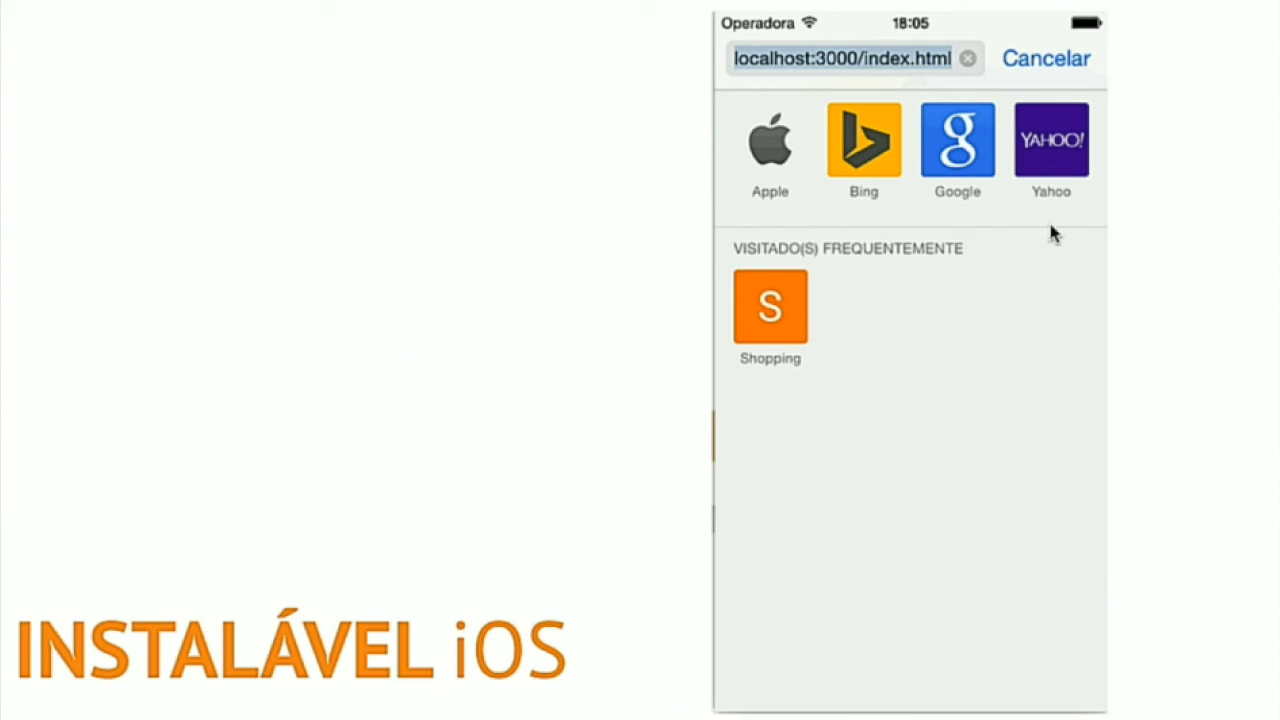 Operadora 18:05
localhost:3000/index.html Cancelar
g YAHOO!
Apple Bing Google Yahoo
VISITADO(S) FREQUENTEMENTE
S
Shopping
INSTALÁVEL iOS